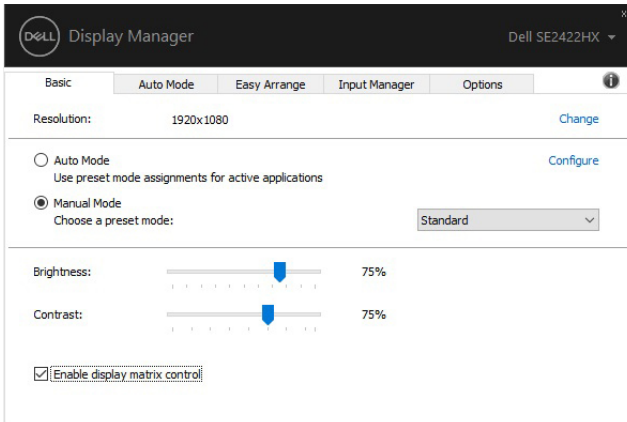 x
DELL Display Manager Dell SE2422HX
Basic Auto Mode Easy Arrange Input Manager Options i
Resolution: 1920x1080 Change
Auto Mode Configure
Use preset mode assignments for active applications
Manual Mode
Choose a preset mode: Standard
Brightness: 75%
Contrast: 75%
Enable display matrix control